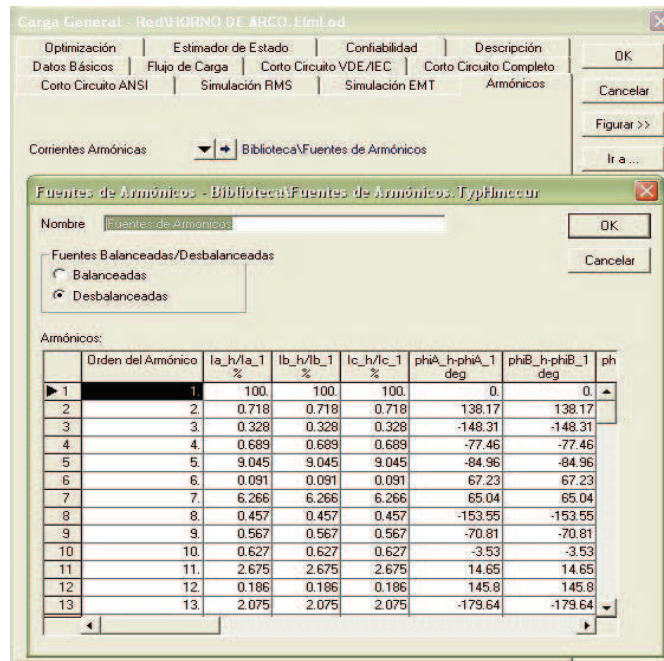 Carga General - Red\HORNO DE ARCO.ElmLod
Optimización Estimador de Estado Confiabilidad Descripción
Datos Básicos Flujo de Carga Corto Circuito VDE/IEC Corto Circuito Completo
Corto Circuito ANSI Simulación RMS Simulación EMT Armónicos
OK
Cancelar
Figurar >>
Ir a ...
Corrientes Armónicas Biblioteca\Fuentes de Armónicos
Fuentes de Armónicos - Biblioteca\Fuentes de Armónicos.TypHmccur
Nombre Fuentes de Armónicos
OK
Cancelar
Fuentes Balanceadas/Desbalanceadas
Balanceadas
Desbalanceadas
Armónicos:
Orden del Armónico Ia_h/Ia_1 Ib_h/Ib_1 Ic_h/Ic_1 phiA_h-phiA_1 phiB_h-phiB_1 ph
% % % deg deg
1 1. 100. 100. 100. 0. 0.
2 2. 0.718 0.718 0.718 138.17 138.17
3 3. 0.328 0.328 0.328 -148.31 -148.31
4 4. 0.689 0.689 0.689 -77.46 -77.46
5 5. 9.045 9.045 9.045 -84.96 -84.96
6 6. 0.091 0.091 0.091 67.23 67.23
7 7. 6.266 6.266 6.266 65.04 65.04
8 8. 0.457 0.457 0.457 -153.55 -153.55
9 9. 0.567 0.567 0.567 -70.81 -70.81
10 10. 0.627 0.627 0.627 -3.53 -3.53
11 11. 2.675 2.675 2.675 14.65 14.65
12 12. 0.186 0.186 0.186 145.8 145.8
13 13. 2.075 2.075 2.075 -179.64 -179.64